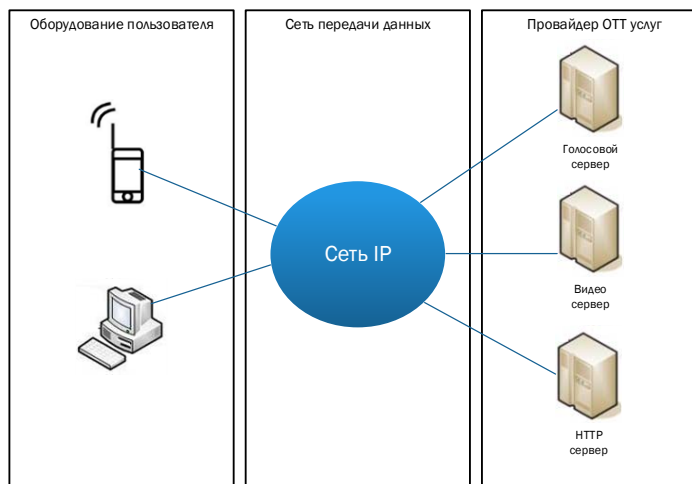 Оборудование пользователя
Сеть передачи данных
Провайдер ОТТ услуг
Голосовой
сервер
Сеть IP
Видео
сервер
HTTP
сервер